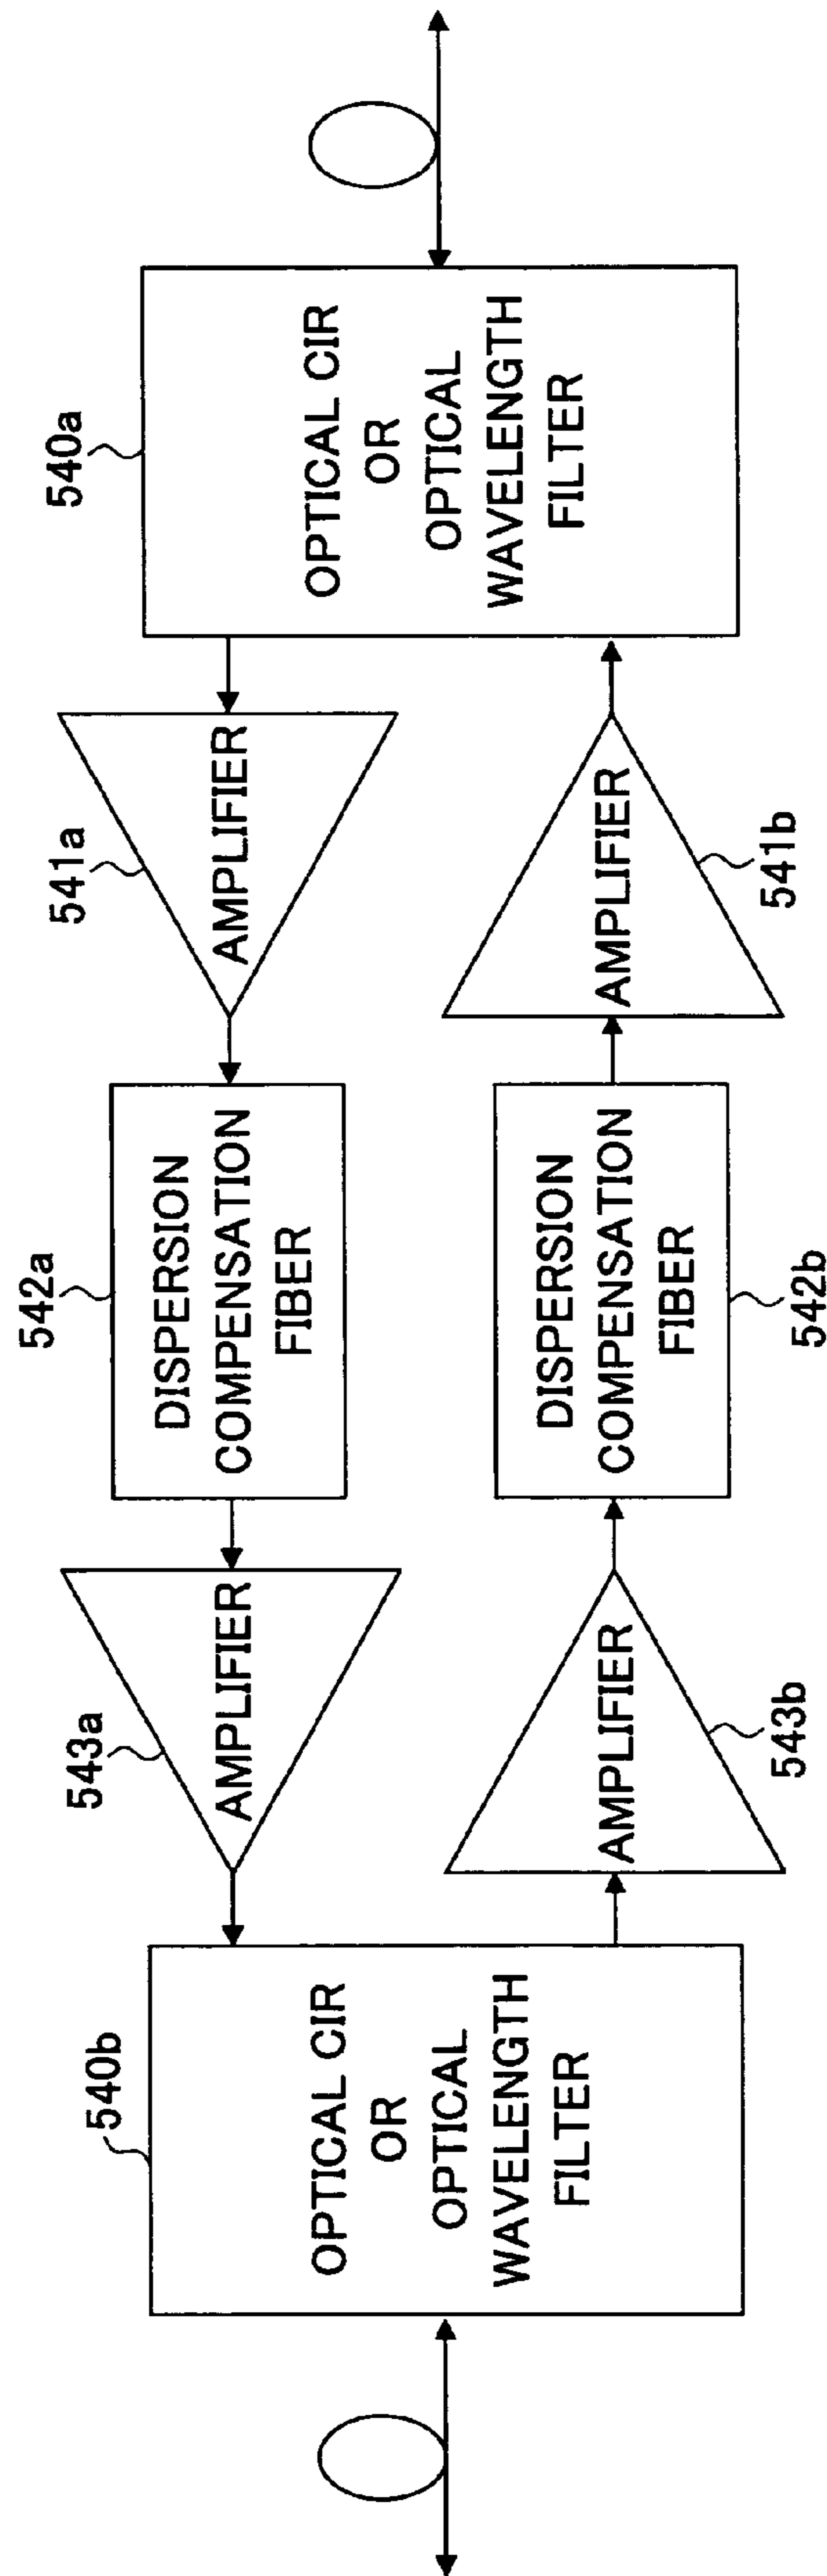 540b
OPTICAL CIR
OR
OPTICAL
WAVELENGTH
FILTER
543a
AMPLIFIER
542a
DISPERSION
COMPENSATION
FIBER
541a
AMPLIFIER
540a
OPTICAL CIR
OR
OPTICAL
WAVELENGTH
FILTER
AMPLIFIER
543b
DISPERSION
COMPENSATION
FIBER
542b
AMPLIFIER
541b